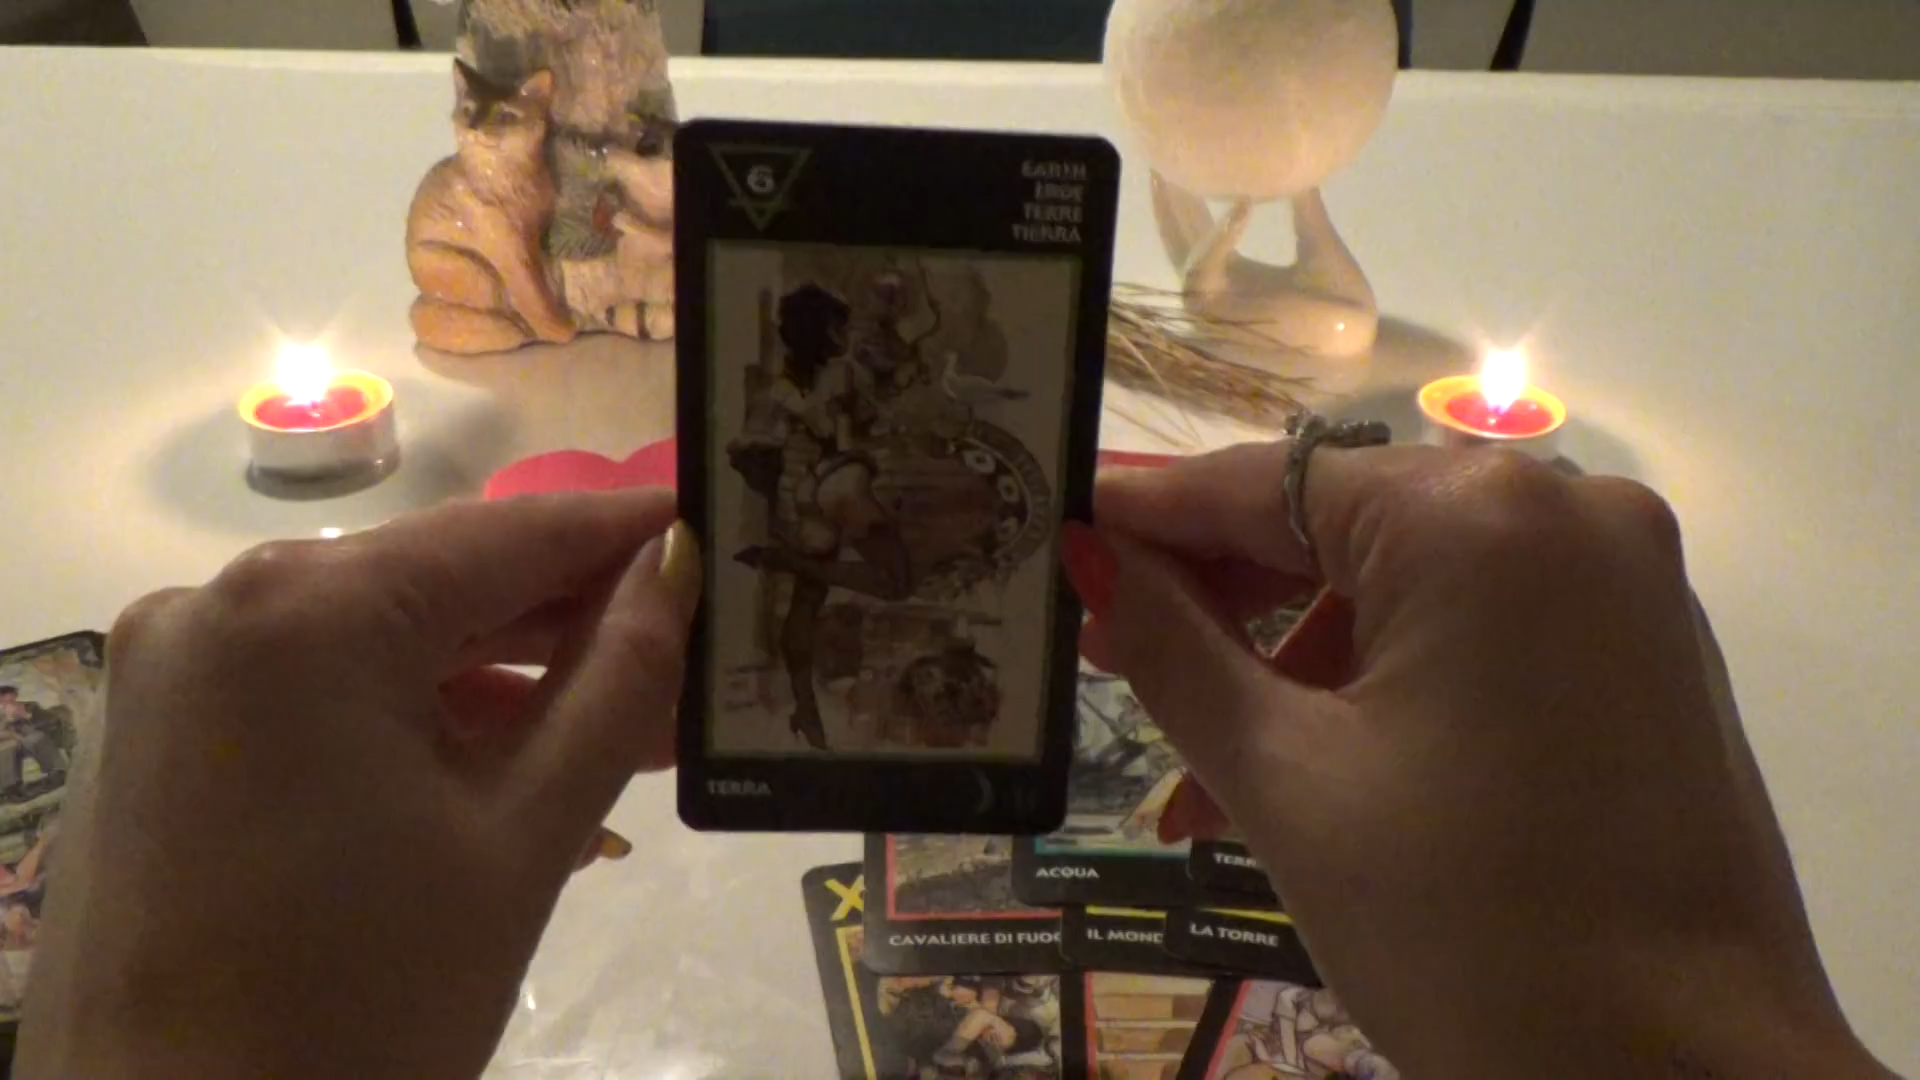 6
EARTH
ERDE
TERRE
TIERRA
TERRA
ACQUA
X
CAVALIERE DI FUOC
IL MOND
LA TORRE